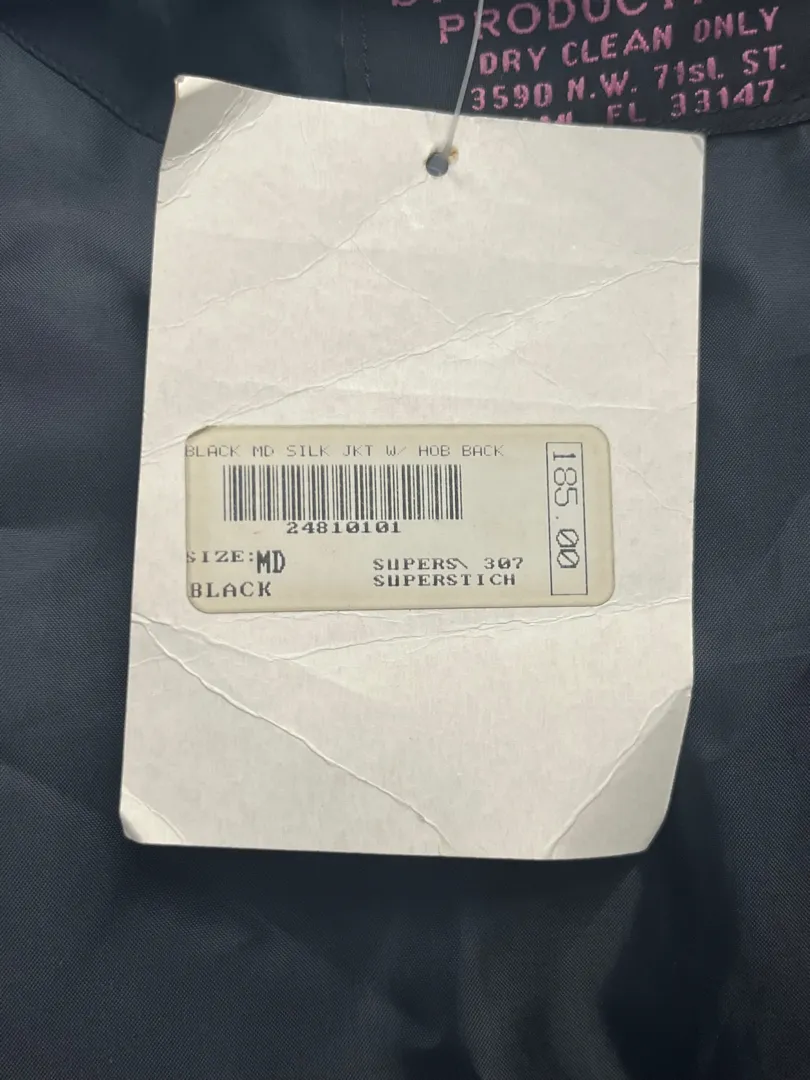 PRODUCT
DRY CLEAN ONLY
3590 N.W. 71st. ST.
FL 33147
BLACK MD SILK JKT W/ HOB BACK
24810101
SIZE:MD
BLACK
SUPERS\ 307
SUPERSTICH
185.00